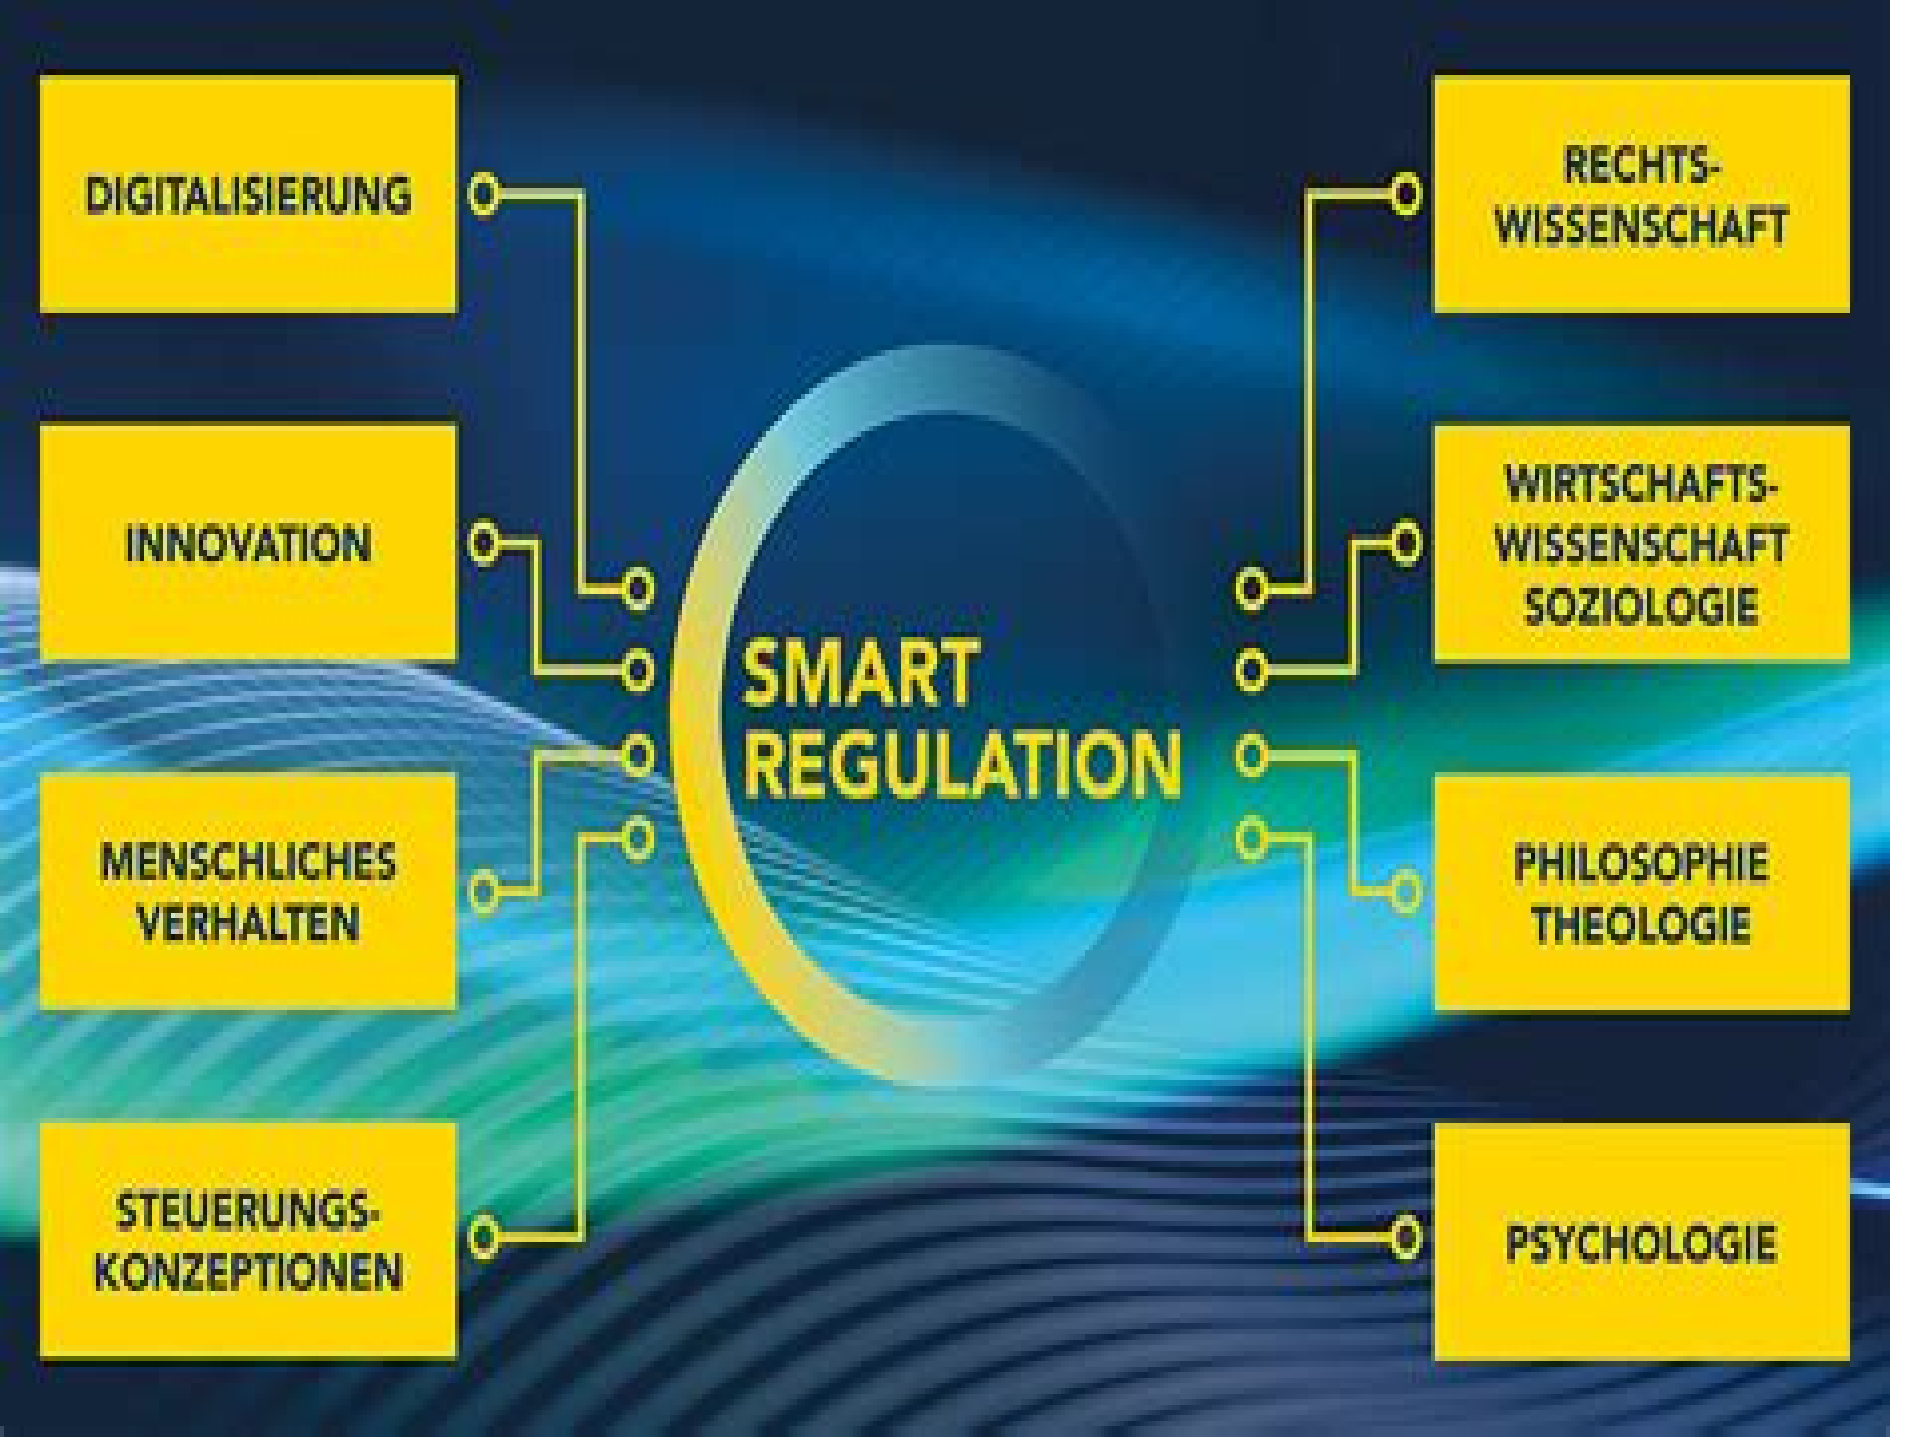 DIGITALISIERUNG
INNOVATION
MENSCHLICHES
VERHALTEN
STEUERUNGS-
KONZEPTIONEN
SMART
REGULATION
RECHTS-
WISSENSCHAFT
WIRTSCHAFTS-
WISSENSCHAFT
SOZIOLOGIE
PHILOSOPHIE
THEOLOGIE
PSYCHOLOGIE